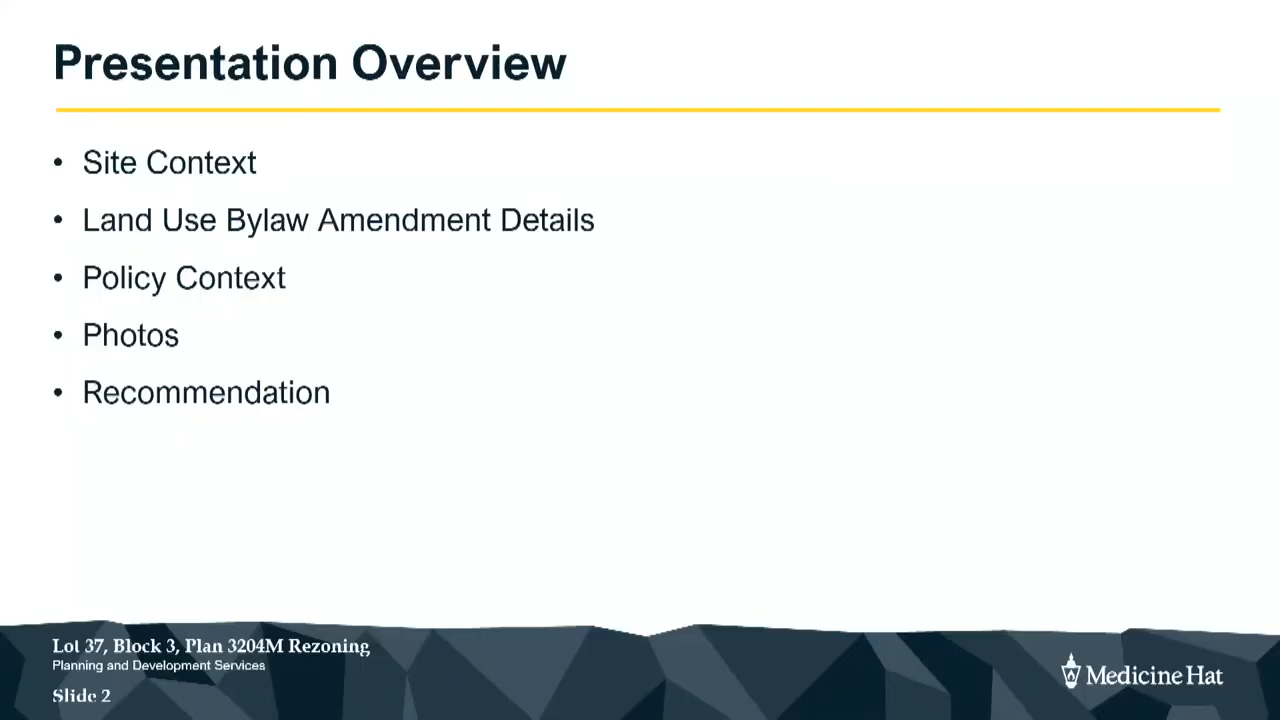 Presentation Overview
• Site Context
• Land Use Bylaw Amendment Details
• Policy Context
• Photos
• Recommendation
Lot 37, Block 3, Plan 3204M Rezoning
Planning and Development Services
Slide 2
Medicine Hat